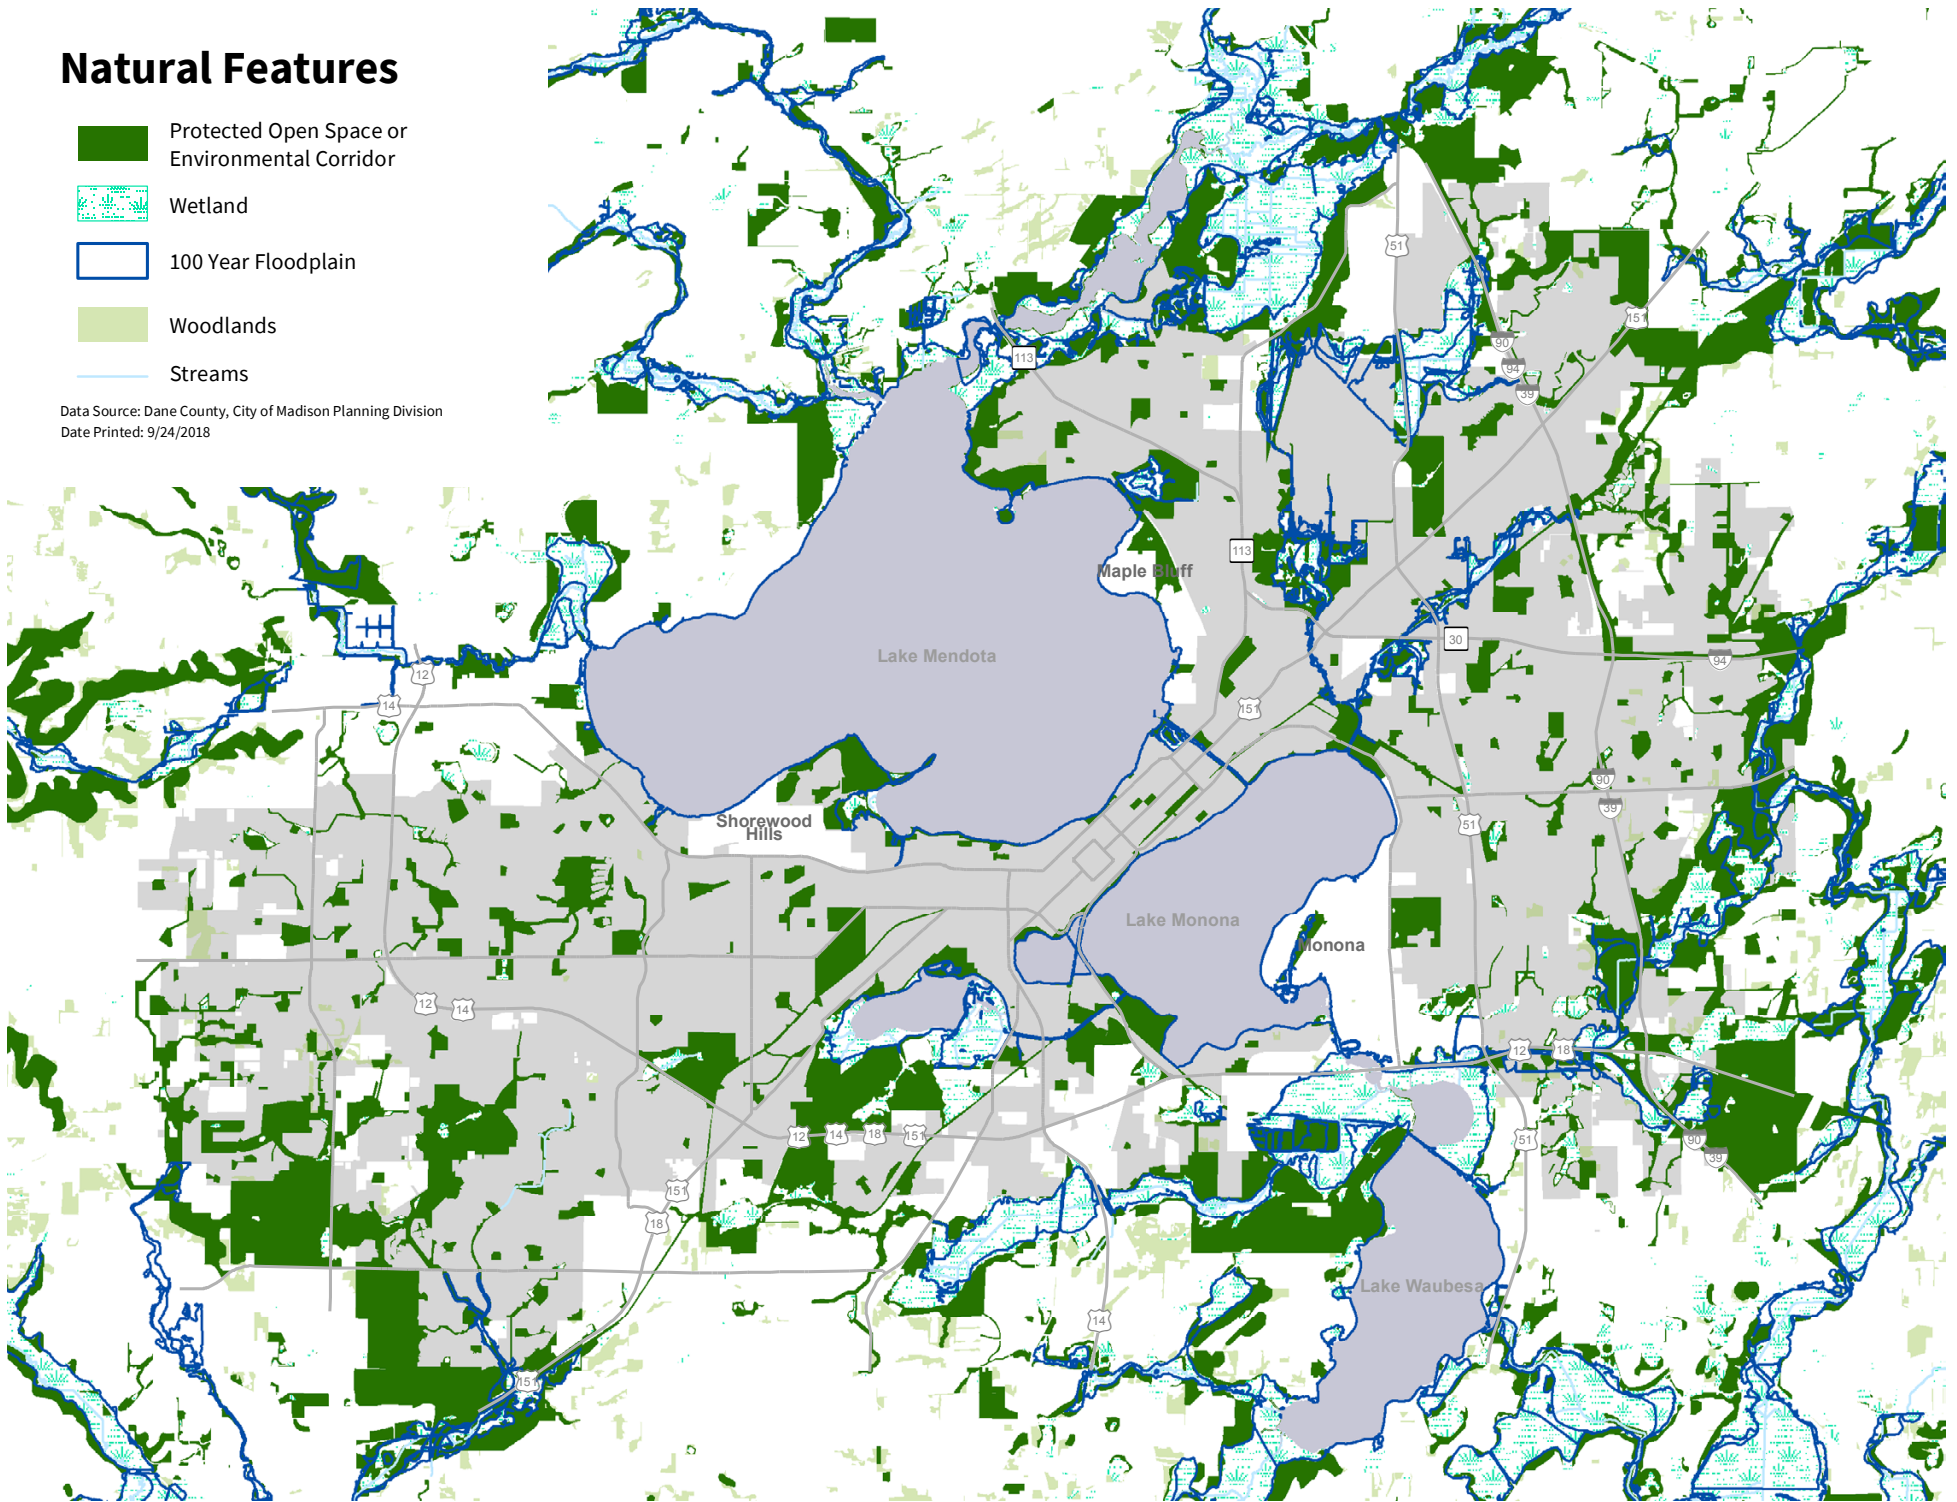 Natural Features
Protected Open Space or
Environmental Corridor
Wetland
100 Year Floodplain
Woodlands
Streams
Data Source: Dane County, City of Madison Planning Division
Date Printed: 9/24/2018
51
151
90
94
39
113
113
Maple Bluff
30
94
Lake Mendota
12
14
151
90
39
51
Shorewood
Hills
Lake Monona
Monona
12
14
12
18
12
14
18
151
51
90
39
151
18
Lake Waubesa
14
151